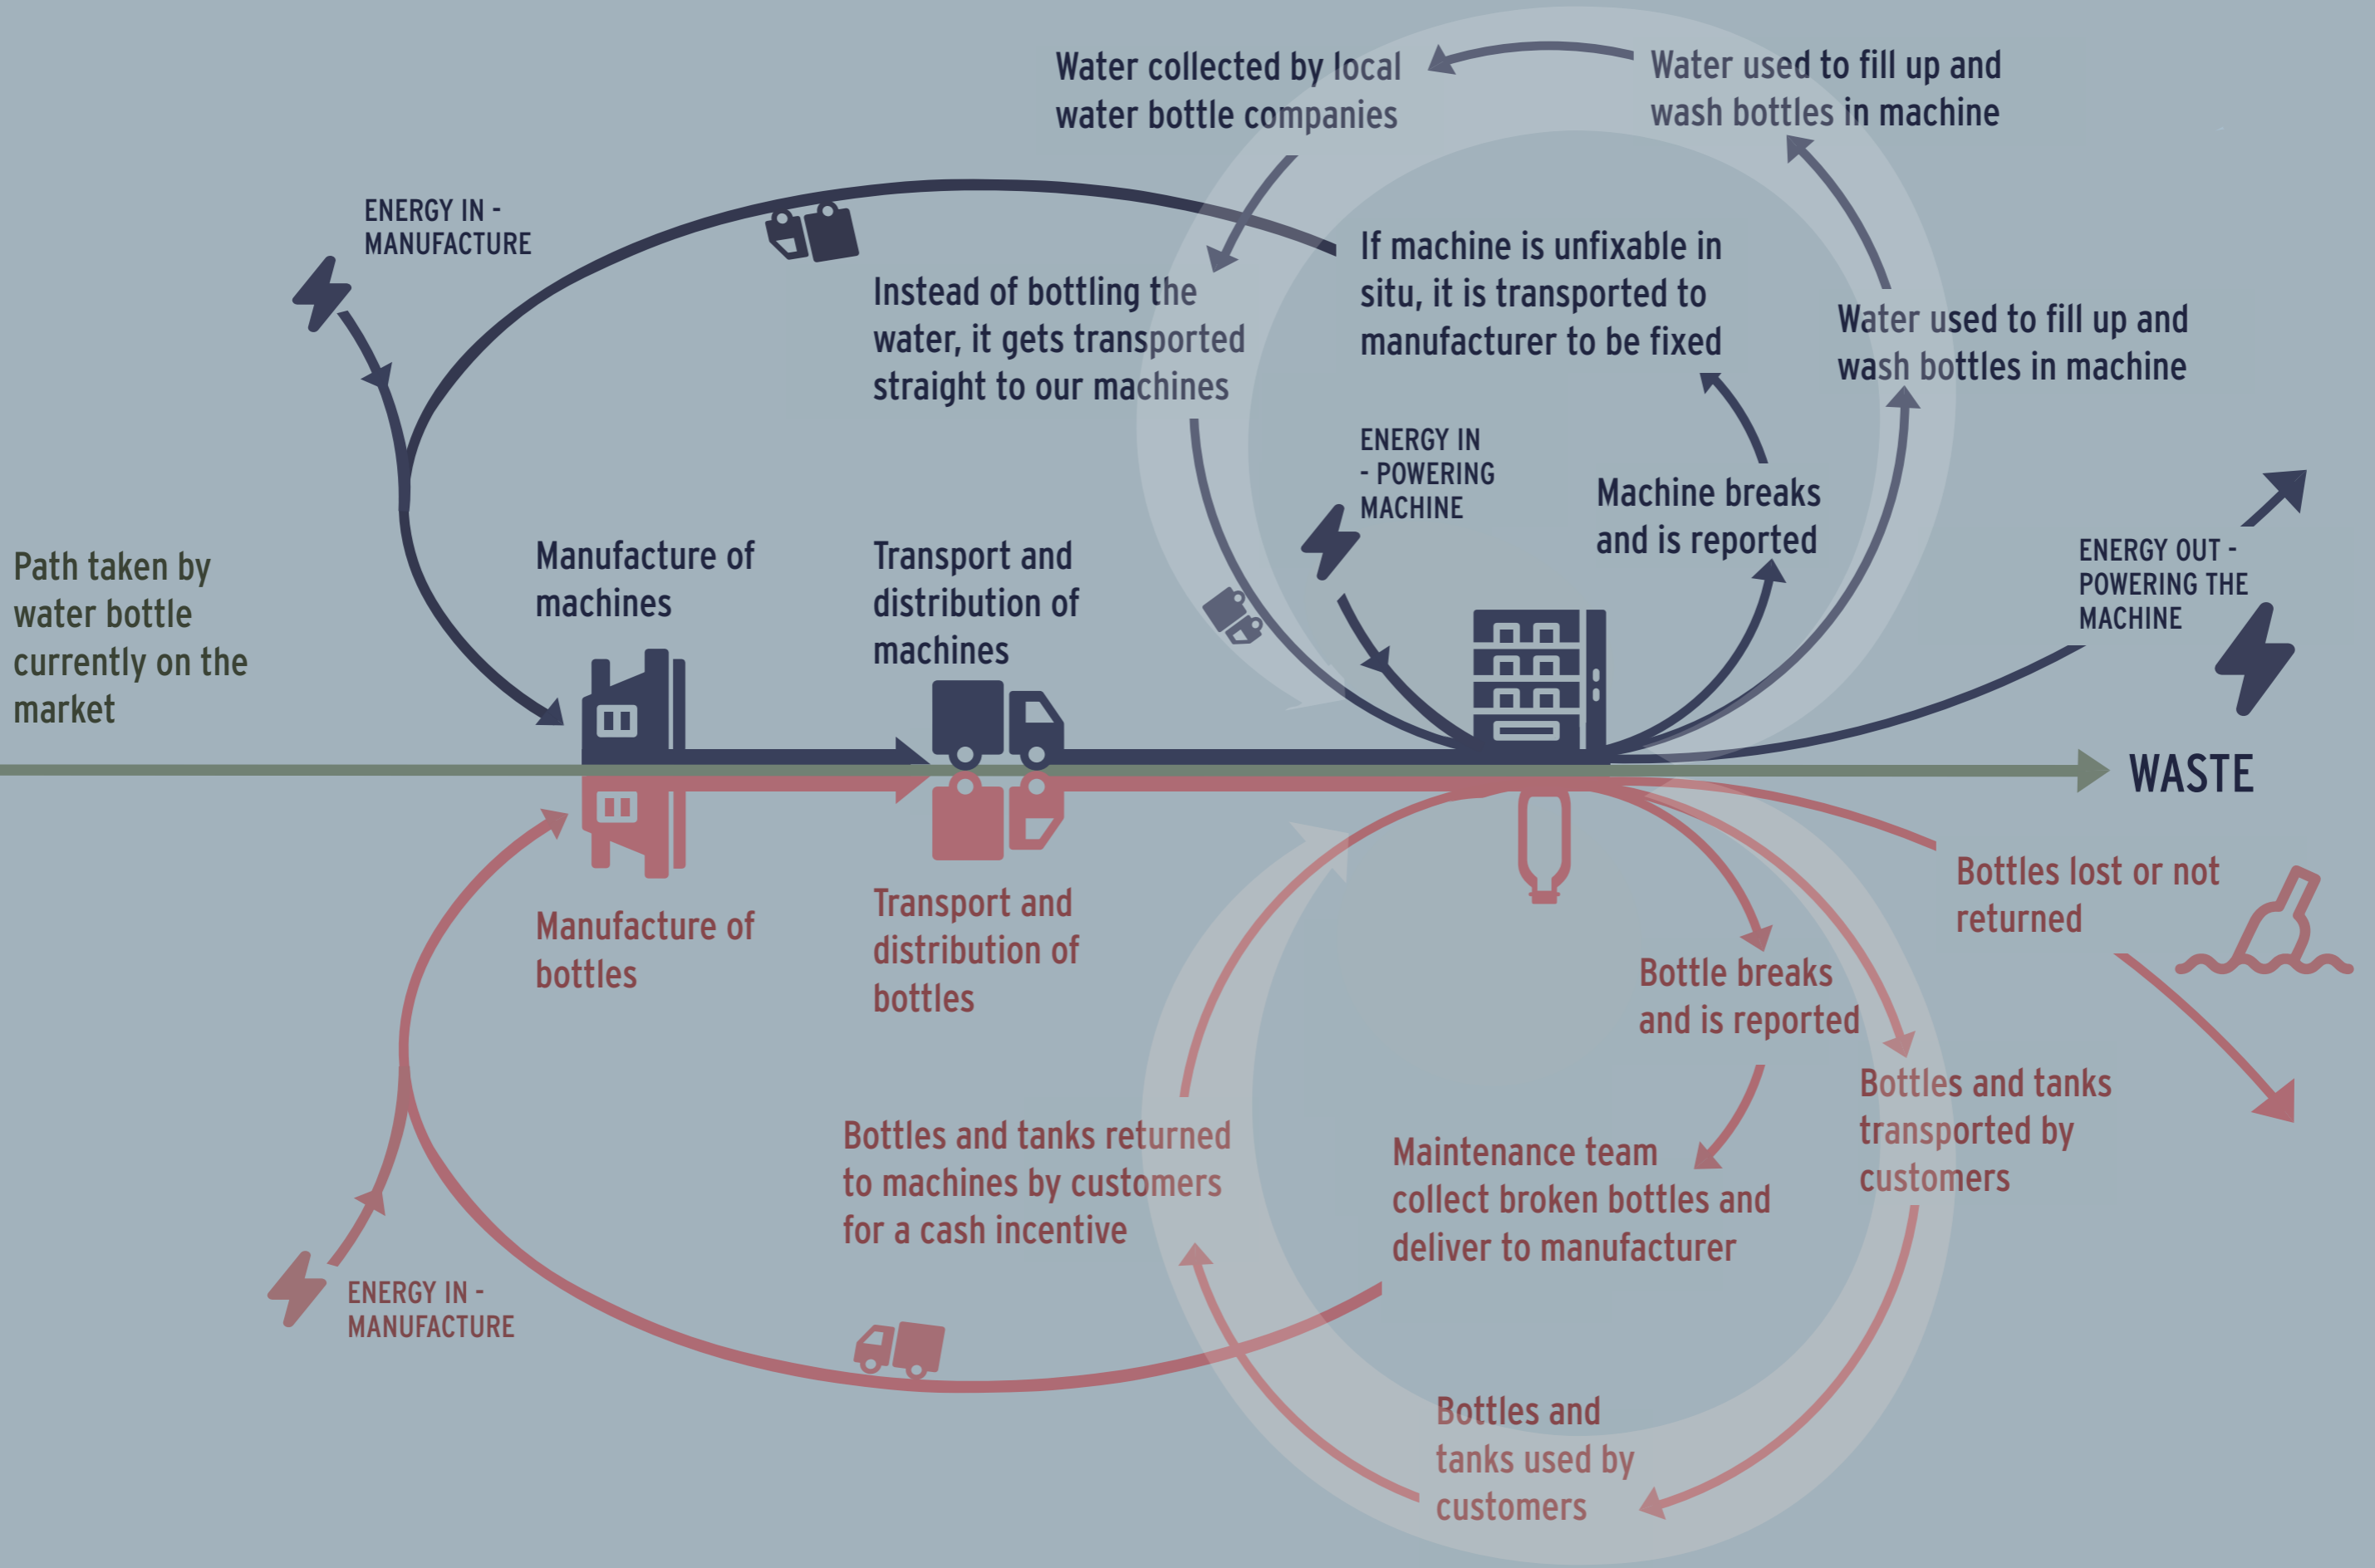 Water collected by local
water bottle companies
Water used to fill up and
wash bottles in machine
ENERGY IN -
MANUFACTURE
Instead of bottling the
water, it gets transported
straight to our machines
If machine is unfixable in
situ, it is transported to
manufacturer to be fixed
Water used to fill up and
wash bottles in machine
ENERGY IN
- POWERING
MACHINE
Machine breaks
and is reported
ENERGY OUT -
POWERING THE
MACHINE
Path taken by
water bottle
currently on the
market
Manufacture of
machines
Transport and
distribution of
machines
WASTE
Manufacture of
bottles
Transport and
distribution of
bottles
Bottles lost or not
returned
Bottle breaks
and is reported
Bottles and tanks
transported by
customers
Bottles and tanks returned
to machines by customers
for a cash incentive
Maintenance team
collect broken bottles and
deliver to manufacturer
ENERGY IN -
MANUFACTURE
Bottles and
tanks used by
customers